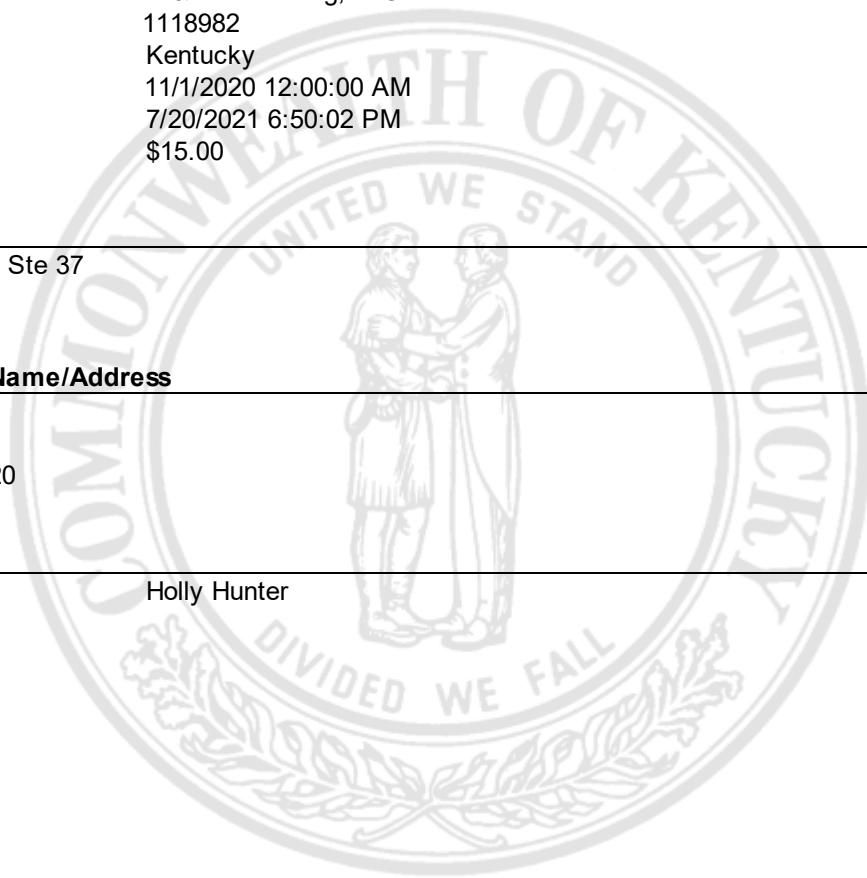 1118982
Kentucky
11/1/2020 12:00:00 AM
7/20/2021 6:50:02 PM
$15.00
Ste 37
Name/Address
20
Holly Hunter
COMMONWEALTH OF KENTUCKY
UNITED WE STAND
DIVIDED WE FALL